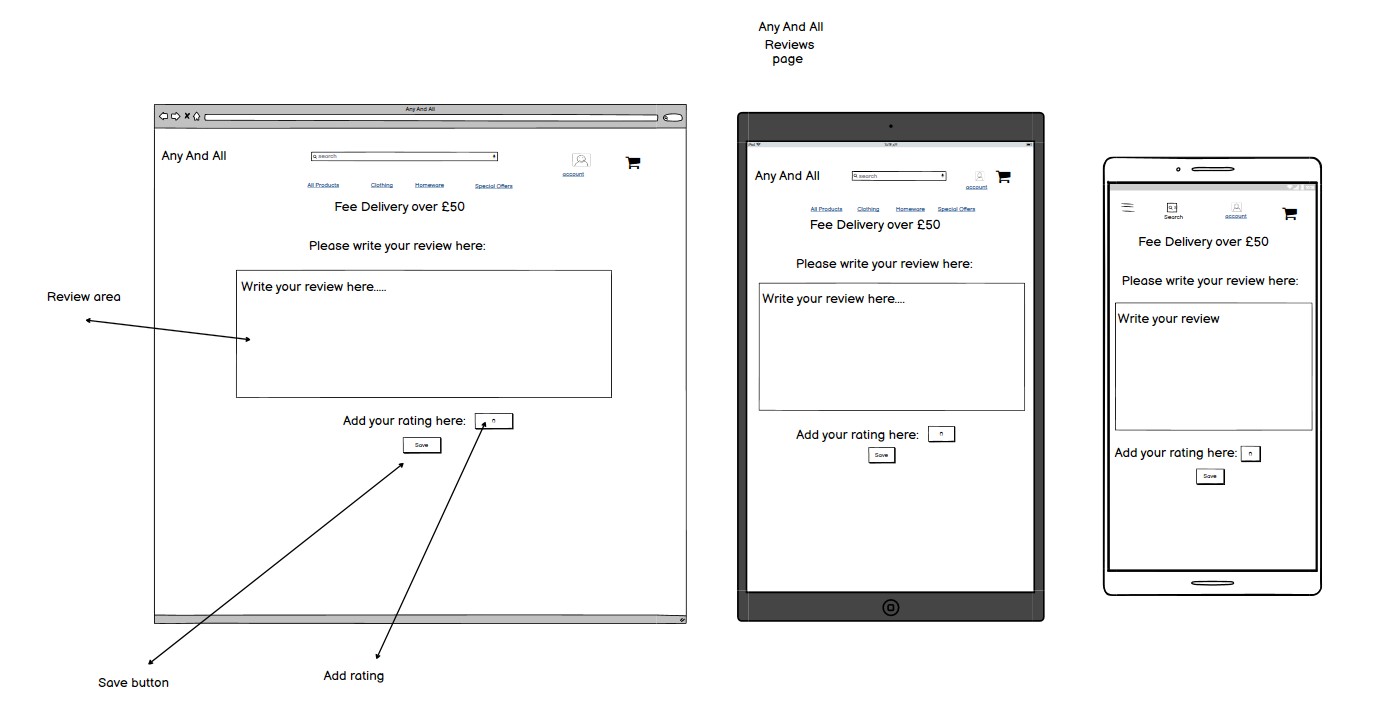 Any And All
Reviews
page
Any And All
Any And All
search
account
All Products
Clothing
Homeware
Special Offers
Fee Delivery over £50
Please write your review here:
Write your review here.....
Review area
Add your rating here:
n
Save
Save button
Add rating
iPad
Any And All
search
account
All Products
Clothing
Homeware
Special Offers
Fee Delivery over £50
Please write your review here:
Write your review here....
Add your rating here:
n
Save
Search
account
Fee Delivery over £50
Please write your review here:
Write your review
Add your rating here:
n
Save